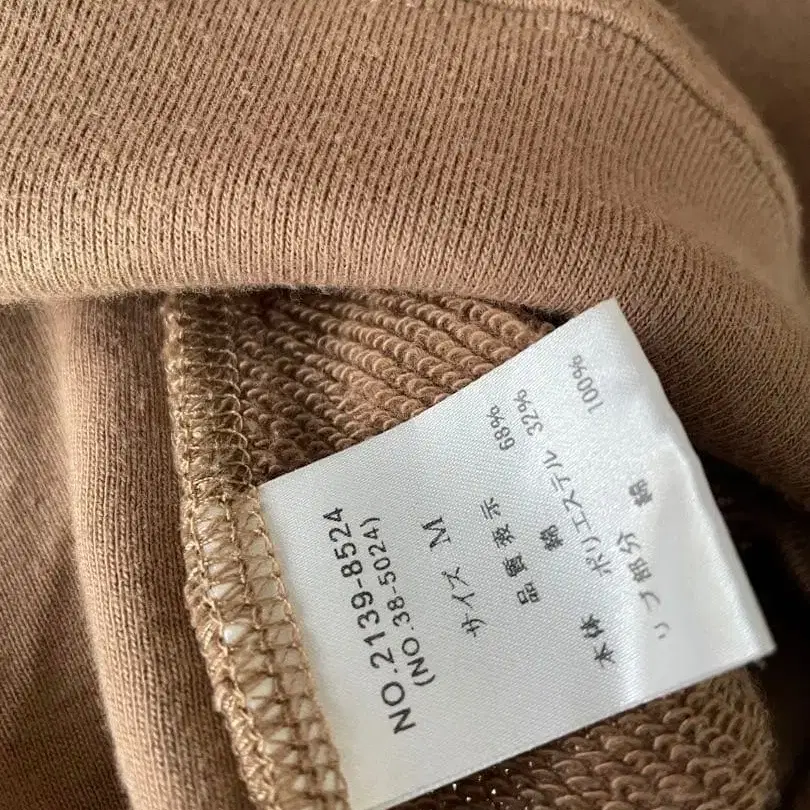 NO.2139-8524
(NO.38-5024)
サイズ M
品質表示
本体 綿 68%
ポリエステル 32%
リブ部分 綿 100%